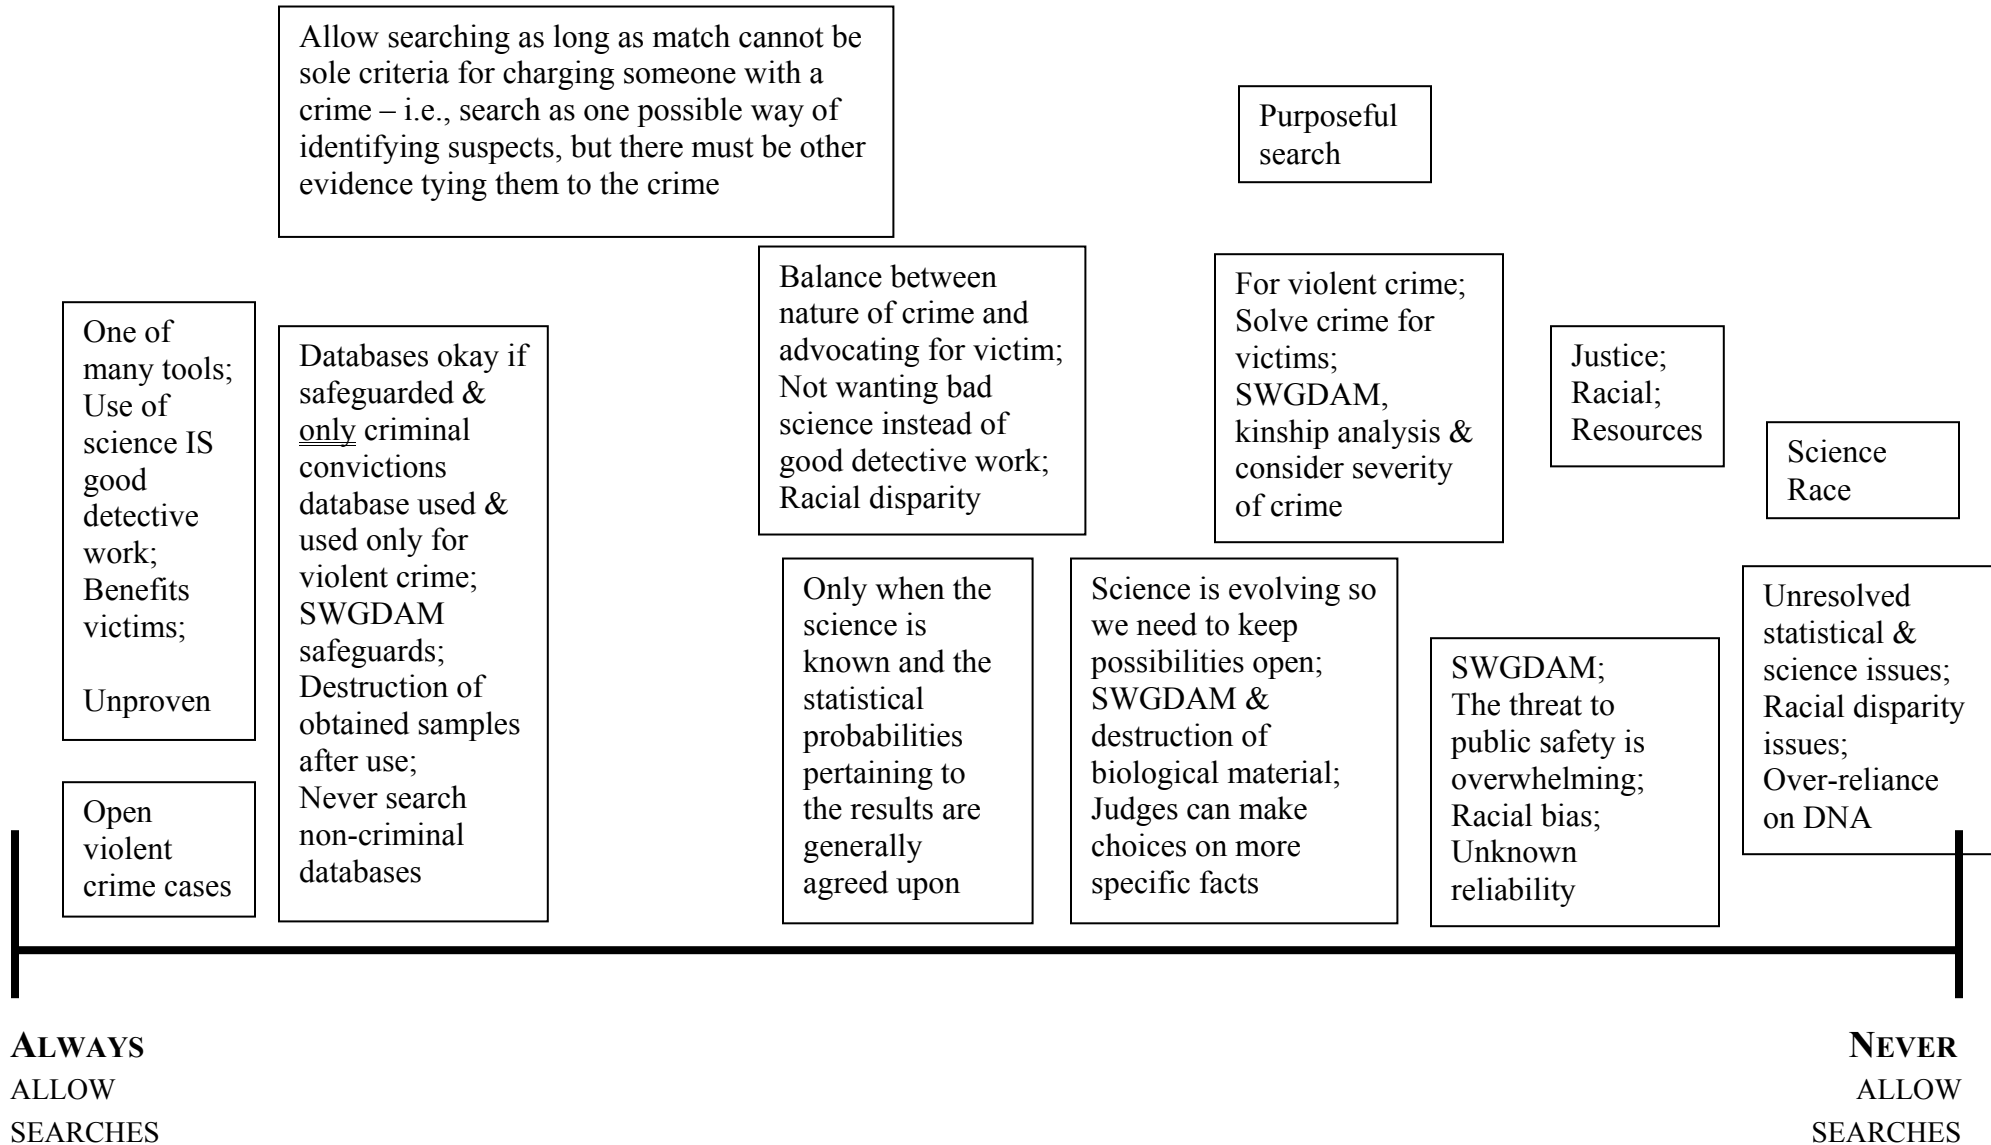 Allow searching as long as match cannot be
sole criteria for charging someone with a
crime – i.e., search as one possible way of
identifying suspects, but there must be other
evidence tying them to the crime
Purposeful
search
One of
many tools;
Use of
science IS
good
detective
work;
Benefits
victims;
Unproven
Open
violent
crime cases
Databases okay if
safeguarded &
only criminal
convictions
database used &
used only for
violent crime;
SWGDAM
safeguards;
Destruction of
obtained samples
after use;
Never search
non-criminal
databases
Balance between
nature of crime and
advocating for victim;
Not wanting bad
science instead of
good detective work;
Racial disparity
Only when the
science is
known and the
statistical
probabilities
pertaining to
the results are
generally
agreed upon
Science is evolving so
we need to keep
possibilities open;
SWGDAM &
destruction of
biological material;
Judges can make
choices on more
specific facts
For violent crime;
Solve crime for
victims;
SWGDAM,
kinship analysis &
consider severity
of crime
SWGDAM;
The threat to
public safety is
overwhelming;
Racial bias;
Unknown
reliability
Justice;
Racial;
Resources
Science
Race
Unresolved
statistical &
science issues;
Racial disparity
issues;
Over-reliance
on DNA
ALWAYS
ALLOW
SEARCHES
NEVER
ALLOW
SEARCHES